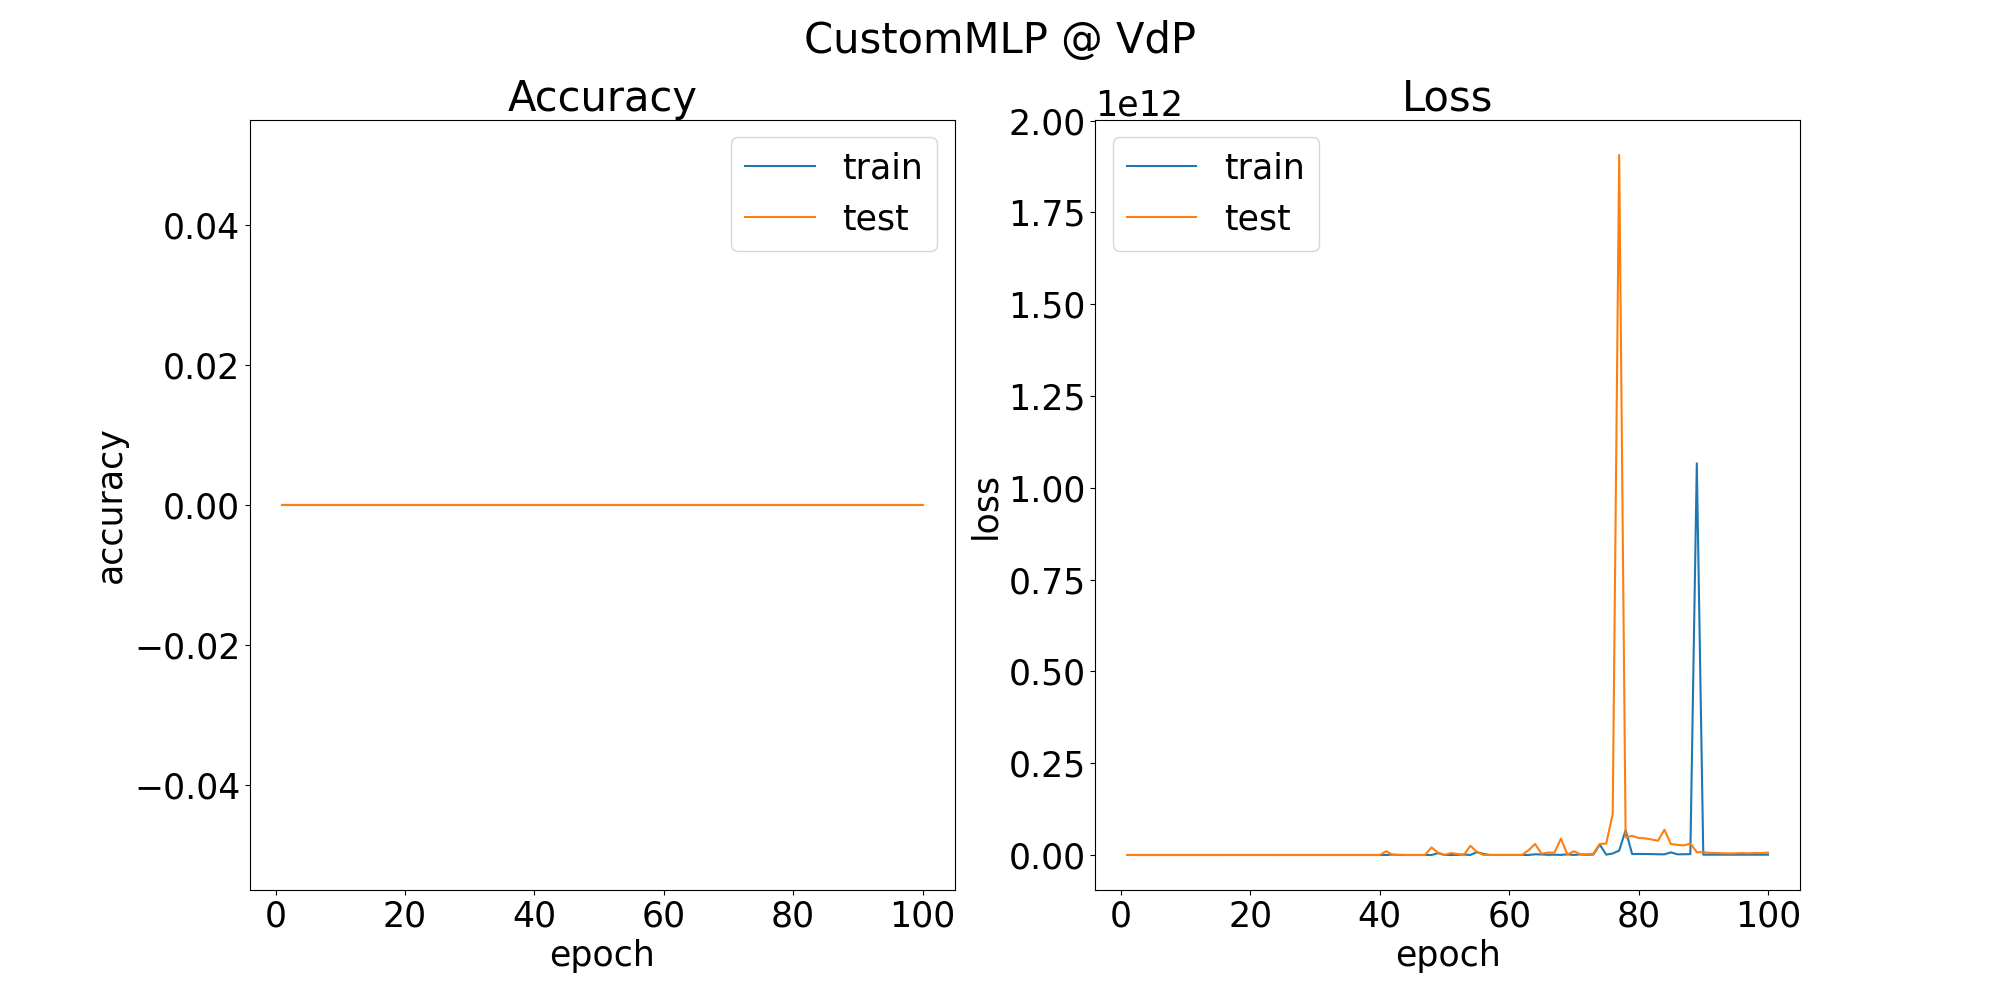 CustomMLP @ VdP
Accuracy
train
test
0.04
0.02
0.00
−0.02
−0.04
accuracy
0 20 40 60 80 100
epoch
Loss
1e12
train
test
2.00
1.75
1.50
1.25
1.00
0.75
0.50
0.25
0.00
loss
0 20 40 60 80 100
epoch